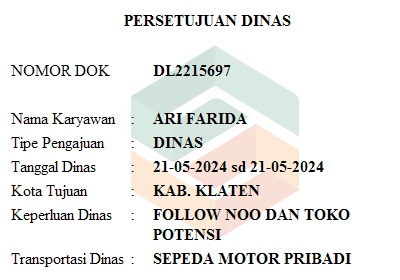 PERSETUJUAN DINAS
NOMOR DOK DL2215697
Nama Karyawan : ARI FARIDA
Tipe Pengajuan : DINAS
Tanggal Dinas : 21-05-2024 sd 21-05-2024
Kota Tujuan : KAB. KLATEN
Keperluan Dinas : FOLLOW NOO DAN TOKO
POTENSI
Transportasi Dinas : SEPEDA MOTOR PRIBADI